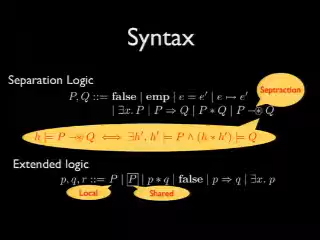 Syntax
Separation Logic
P, Q ::= false | emp | e = e′ | e ↦ e′
Septraction
| ∃x. P | P ⇒ Q | P ∗ Q | P −⊛ Q
h ⊨ P −⊛ Q ⟺ ∃h′. h′ ⊨ P ∧ (h ∗ h′) ⊨ Q
Extended logic
p, q, r ::= P | [P] | p ∗ q | false | p ⇒ q | ∃x. p
Local Shared